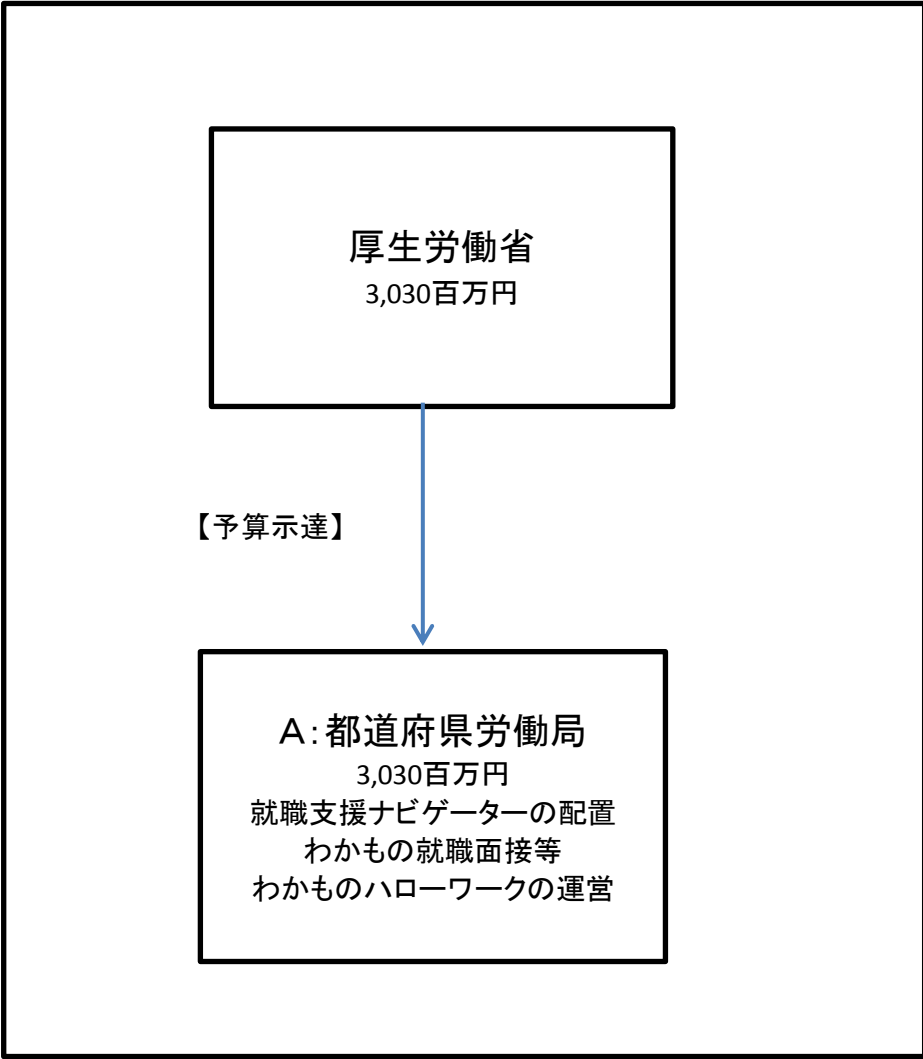 厚生労働省
3,030百万円
【予算示達】
A：都道府県労働局
3,030百万円
就職支援ナビゲーターの配置
わかもの就職面接等
わかものハローワークの運営